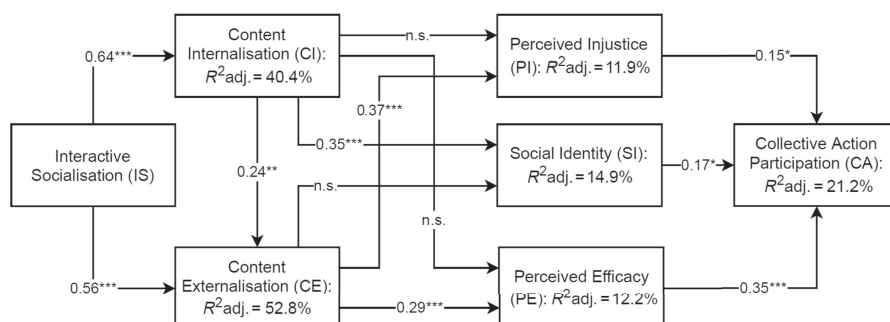 n.s.
Content
Internalisation (CI):
R²adj. = 40.4%
Perceived Injustice
(PI): R²adj. = 11.9%
0.64***
0.15*
0.37***
Interactive
Socialisation (IS)
0.35***
Social Identity (SI):
R²adj. = 14.9%
Collective Action
Participation (CA):
R²adj. = 21.2%
0.24**
0.17*
n.s.
n.s.
Content
Externalisation (CE):
R²adj. = 52.8%
Perceived Efficacy
(PE): R²adj. = 12.2%
0.56***
0.29***
0.35***